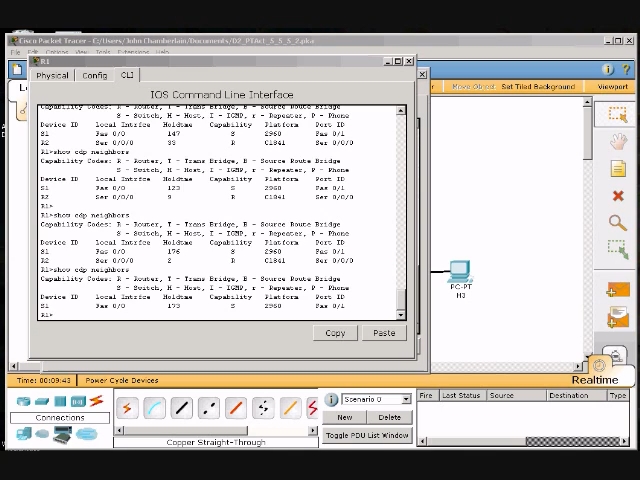 Cisco Packet Tracer - C:/Users/John Chamberlain/Documents/D2_PTAct_5_5_5_2.pka
File Edit Options View Tools Extensions Help
R1
Physical Config CLI
IOS Command Line Interface
Capability Codes: R - Router, T - Trans Bridge, B - Source Route Bridge
S - Switch, H - Host, I - IGMP, r - Repeater, P - Phone
Device ID Local Intrfce Holdtme Capability Platform Port ID
S1 Fas 0/0 147 S 2960 Fas 0/1
R2 Ser 0/0/0 33 R C1841 Ser 0/0/0
R1>show cdp neighbors
Capability Codes: R - Router, T - Trans Bridge, B - Source Route Bridge
S - Switch, H - Host, I - IGMP, r - Repeater, P - Phone
Device ID Local Intrfce Holdtme Capability Platform Port ID
S1 Fas 0/0 123 S 2960 Fas 0/1
R2 Ser 0/0/0 9 R C1841 Ser 0/0/0
R1>
R1>show cdp neighbors
Capability Codes: R - Router, T - Trans Bridge, B - Source Route Bridge
S - Switch, H - Host, I - IGMP, r - Repeater, P - Phone
Device ID Local Intrfce Holdtme Capability Platform Port ID
S1 Fas 0/0 176 S 2960 Fas 0/1
R2 Ser 0/0/0 2 R C1841 Ser 0/0/0
R1>show cdp neighbors
Capability Codes: R - Router, T - Trans Bridge, B - Source Route Bridge
S - Switch, H - Host, I - IGMP, r - Repeater, P - Phone
Device ID Local Intrfce Holdtme Capability Platform Port ID
S1 Fas 0/0 173 S 2960 Fas 0/1
R1>
Copy Paste
Move Object Set Tiled Background Viewport
PC-PT
H3
Time: 00:09:43 Power Cycle Devices
Realtime
Connections
Copper Straight-Through
Scenario 0
New Delete
Toggle PDU List Window
Fire Last Status Source Destination Type